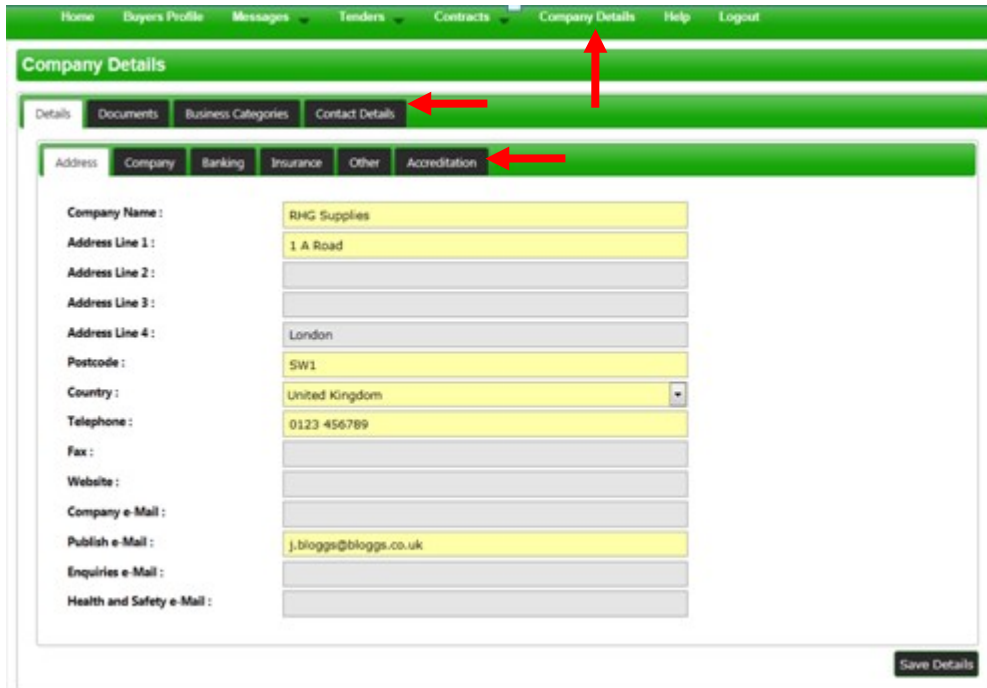 Home Buyers Profile Messages Tenders Contracts Company Details Help Logout
Company Details
Details Documents Business Categories Contact Details
Address Company Banking Insurance Other Accreditation
Company Name : RHG Supplies
Address Line 1 : 1 A Road
Address Line 2 :
Address Line 3 :
Address Line 4 : London
Postcode : SW1
Country : United Kingdom
Telephone : 0123 456789
Fax :
Website :
Company e-Mail :
Publish e-Mail : j.bloggs@bloggs.co.uk
Enquiries e-Mail :
Health and Safety e-Mail :
Save Details